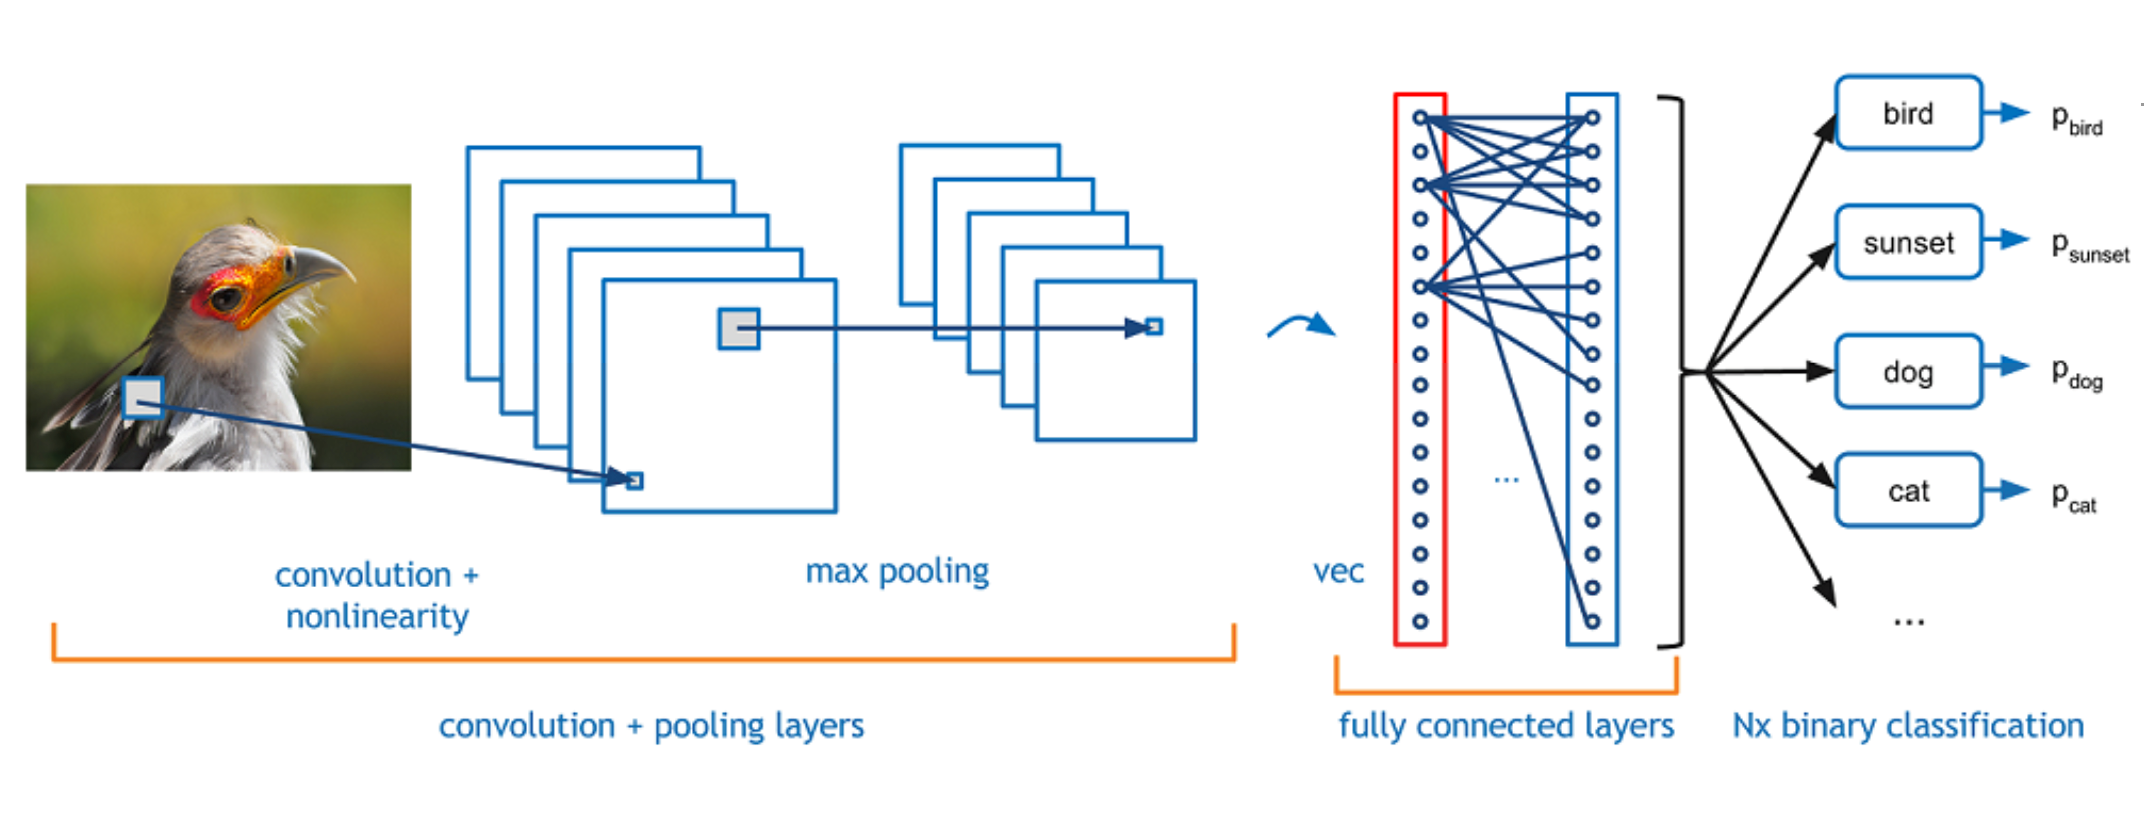 convolution +
nonlinearity
max pooling
vec
convolution + pooling layers
fully connected layers
Nx binary classification
...
bird
p_bird
sunset
p_sunset
dog
p_dog
cat
p_cat
...